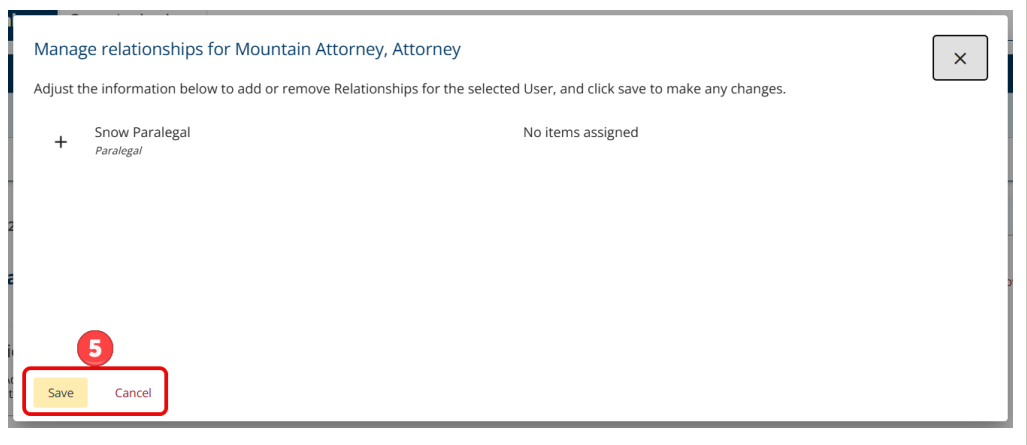 Manage relationships for Mountain Attorney, Attorney
×
Adjust the information below to add or remove Relationships for the selected User, and click save to make any changes.
+ Snow Paralegal No items assigned
Paralegal
5
Save Cancel